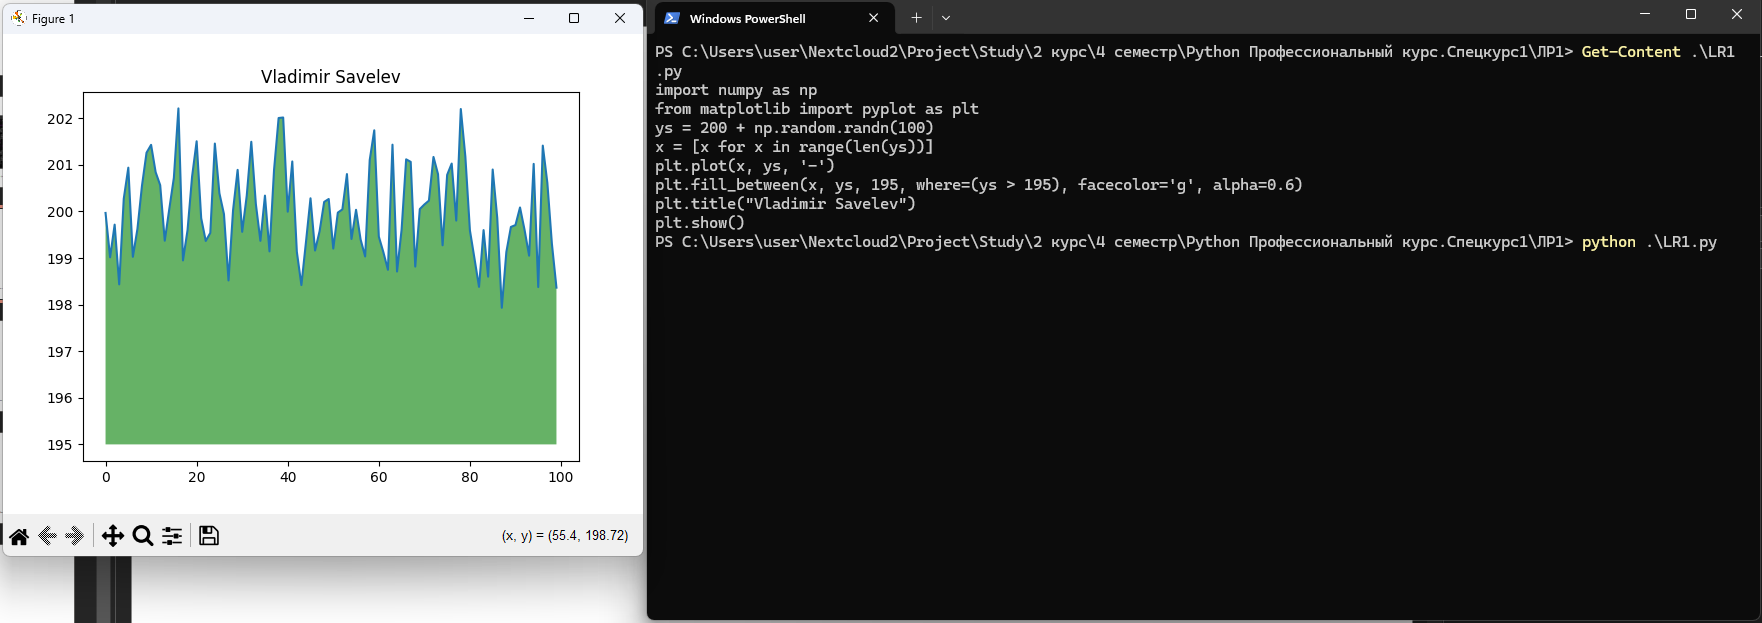 Figure 1
Vladimir Savelev
202
201
200
199
198
197
196
195
0 20 40 60 80 100
(x, y) = (55.4, 198.72)
Windows PowerShell
PS C:\Users\user\Nextcloud2\Project\Study\2 курс\4 семестр\Python Профессиональный курс.Спецкурс1\ЛР1> Get-Content .\LR1
.py
import numpy as np
from matplotlib import pyplot as plt
ys = 200 + np.random.randn(100)
x = [x for x in range(len(ys))]
plt.plot(x, ys, '-')
plt.fill_between(x, ys, 195, where=(ys > 195), facecolor='g', alpha=0.6)
plt.title("Vladimir Savelev")
plt.show()
PS C:\Users\user\Nextcloud2\Project\Study\2 курс\4 семестр\Python Профессиональный курс.Спецкурс1\ЛР1> python .\LR1.py